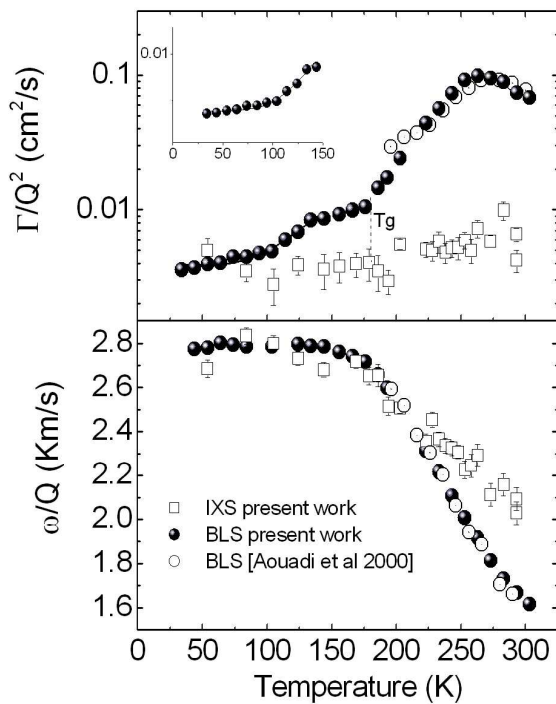 0.01
0 50 100 150
0.1
0.01
Γ/Q² (cm²/s)
Tg
2.8
2.6
2.4
2.2
2.0
1.8
1.6
ω/Q (Km/s)
IXS present work
BLS present work
BLS [Aouadi et al 2000]
0 50 100 150 200 250 300
Temperature (K)